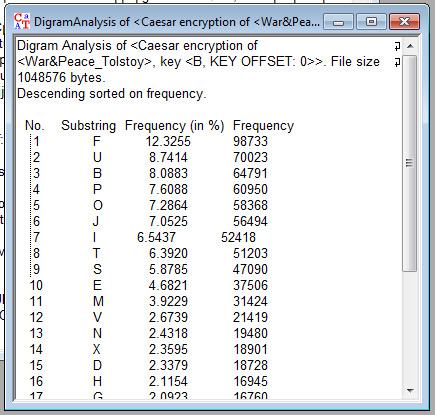 DigramAnalysis of <Caesar encryption of <War&Pea...
Digram Analysis of <Caesar encryption of
<War&Peace_Tolstoy>, key <B, KEY OFFSET: 0>>. File size
1048576 bytes.
Descending sorted on frequency.
No. Substring Frequency (in %) Frequency
1 F 12.3255 98733
2 U 8.7414 70023
3 B 8.0883 64791
4 P 7.6088 60950
5 O 7.2864 58368
6 J 7.0525 56494
7 I 6.5437 52418
8 T 6.3920 51203
9 S 5.8785 47090
10 E 4.6821 37506
11 M 3.9229 31424
12 V 2.6739 21419
13 N 2.4318 19480
14 X 2.3595 18901
15 D 2.3379 18728
16 H 2.1154 16945
17 G 2.0923 16760